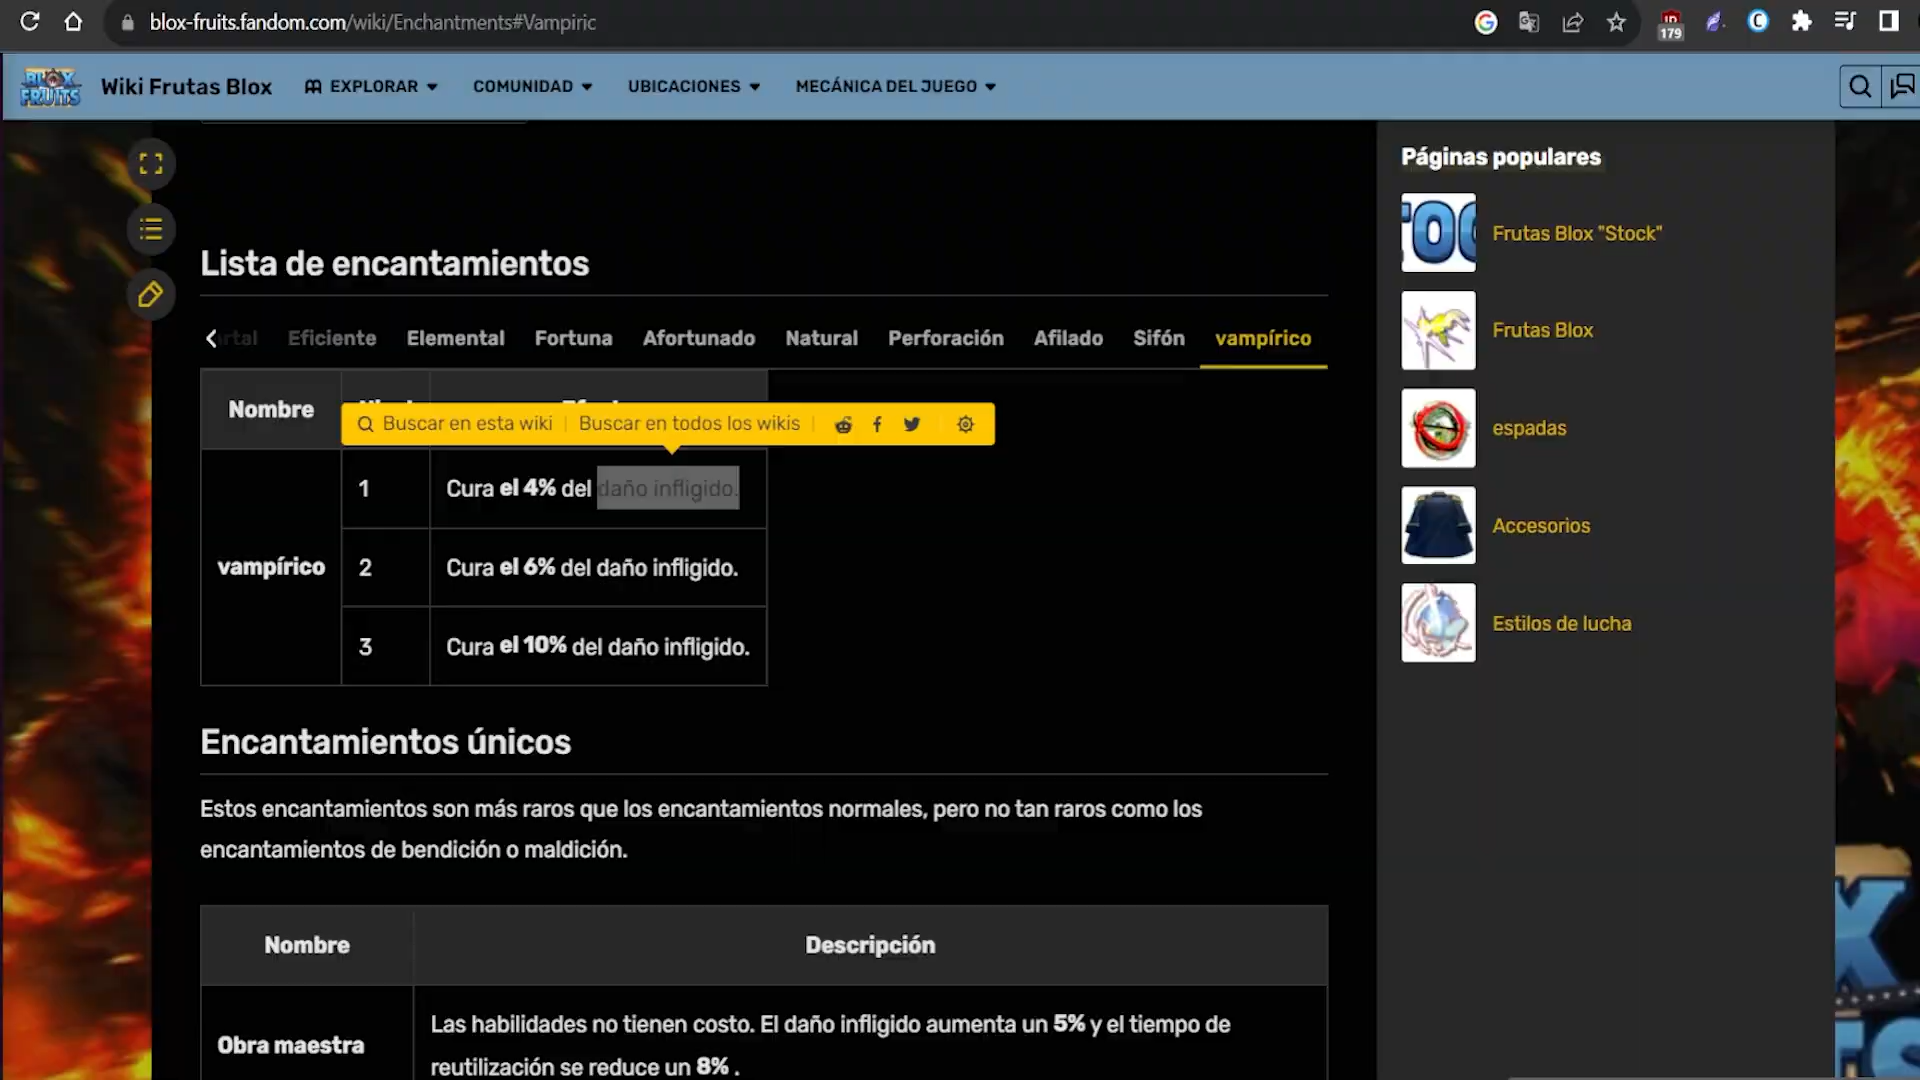 blox-fruits.fandom.com/wiki/Enchantments#Vampiric
179
BLOX FRUITS
Wiki Frutas Blox
EXPLORAR
COMUNIDAD
UBICACIONES
MECÁNICA DEL JUEGO
Lista de encantamientos
Eficiente
Elemental
Fortuna
Afortunado
Natural
Perforación
Afilado
Sifón
vampírico
Nombre
Buscar en esta wiki
Buscar en todos los wikis
1
Cura el 4% del daño infligido.
vampírico
2
Cura el 6% del daño infligido.
3
Cura el 10% del daño infligido.
Encantamientos únicos
Estos encantamientos son más raros que los encantamientos normales, pero no tan raros como los
encantamientos de bendición o maldición.
Nombre
Descripción
Obra maestra
Las habilidades no tienen costo. El daño infligido aumenta un 5% y el tiempo de
reutilización se reduce un 8% .
Páginas populares
Frutas Blox "Stock"
Frutas Blox
espadas
Accesorios
Estilos de lucha